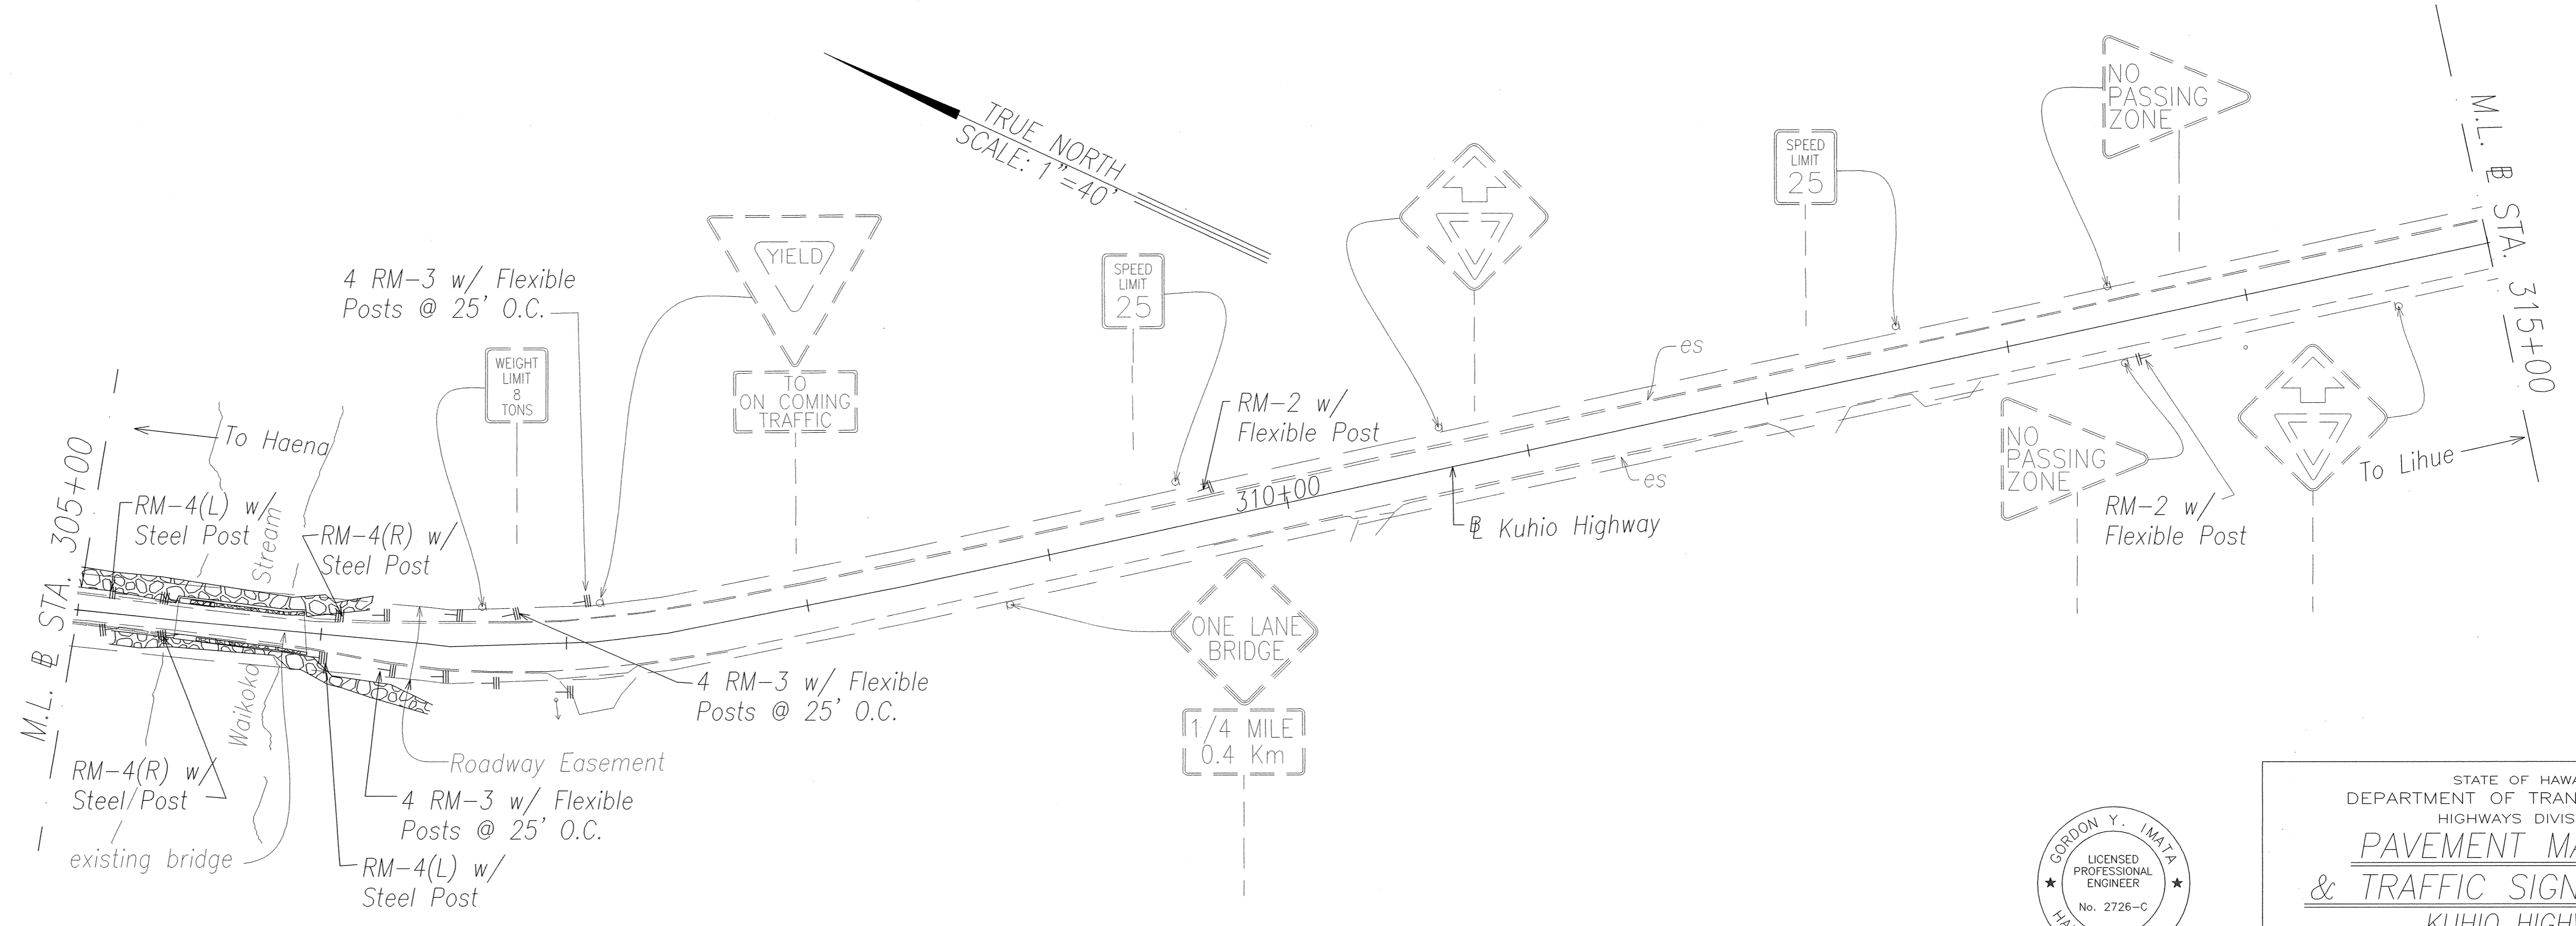 TRUE NORTH
SCALE: 1"=40'
NO
PASSING
ZONE
M.L. ⅊ STA. 315+00
SPEED
LIMIT
25
YIELD
TO
ON COMING
TRAFFIC
SPEED
LIMIT
25
4 RM-3 w/ Flexible
Posts @ 25' O.C.
WEIGHT
LIMIT
8
TONS
es
RM-2 w/
Flexible Post
To Haena
M.L. ⅊ STA. 305+00
RM-4(L) w/
Steel Post
Stream
RM-4(R) w/
Steel Post
310+00
es
⅊ Kuhio Highway
NO
PASSING
ZONE
To Lihue
RM-2 w/
Flexible Post
ONE LANE
BRIDGE
1/4 MILE
0.4 Km
4 RM-3 w/ Flexible
Posts @ 25' O.C.
Waikoko
Roadway Easement
RM-4(R) w/
Steel Post
4 RM-3 w/ Flexible
Posts @ 25' O.C.
existing bridge
RM-4(L) w/
Steel Post
GORDON Y. IMATA
LICENSED
PROFESSIONAL
ENGINEER
No. 2726-C
HA
STATE OF HAWA
DEPARTMENT OF TRAN
HIGHWAYS DIVIS
PAVEMENT MA
& TRAFFIC SIGN
KUHIO HIGH